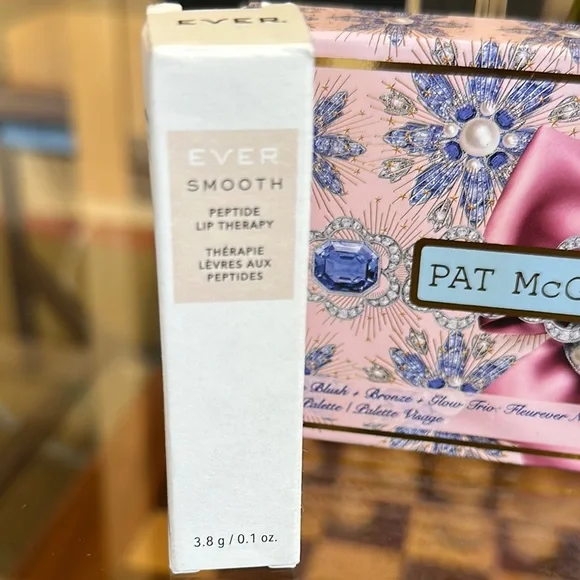 EVER
EVER
SMOOTH
PEPTIDE
LIP THERAPY
THÉRAPIE
LÈVRES AUX
PEPTIDES
3.8 g / 0.1 oz.
PAT McG
Blush + Bronze + Glow Trio: Fleurever N
Palette | Palette Visage